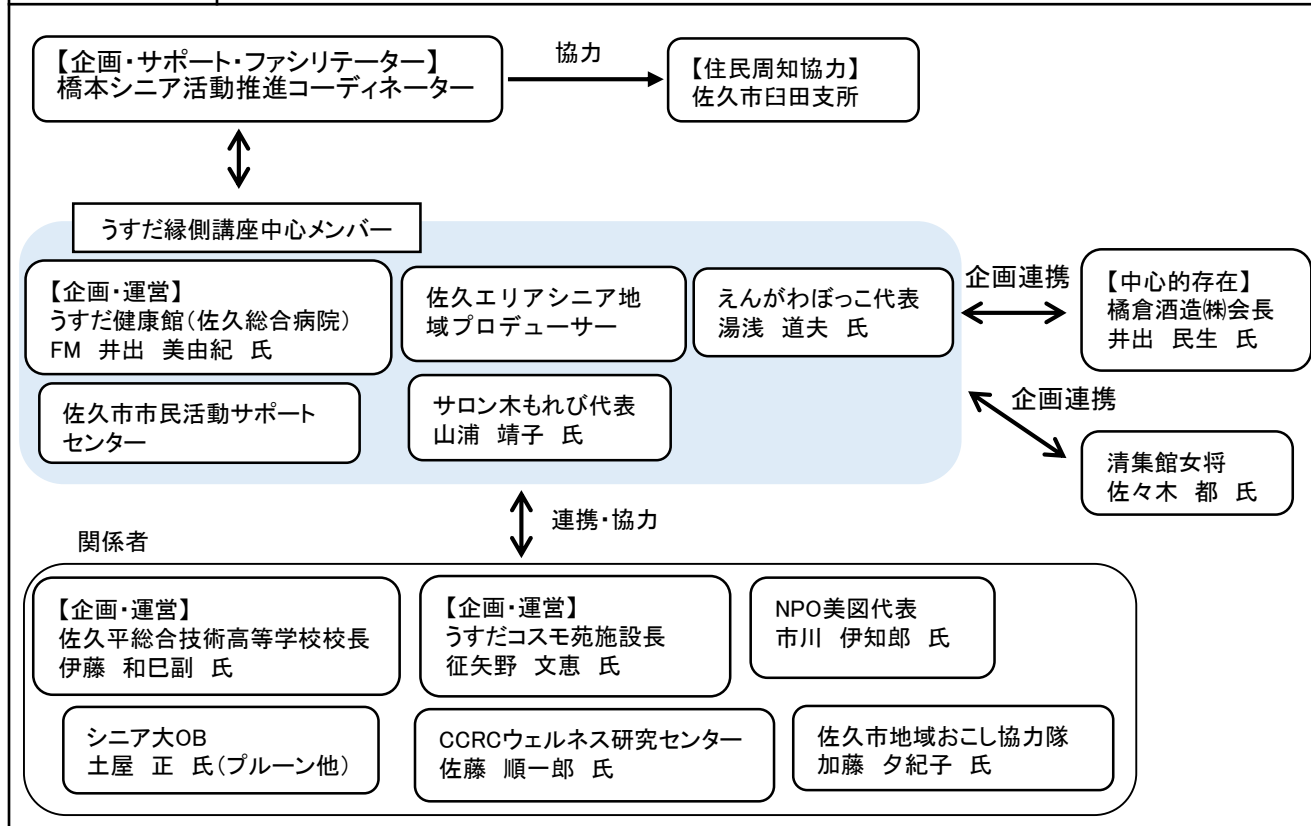 【企画・サポート・ファシリテーター】
橋本シニア活動推進コーディネーター
協力
【住民周知協力】
佐久市臼田支所
うすだ縁側講座中心メンバー
【企画・運営】
うすだ健康館(佐久総合病院)
FM 井出 美由紀 氏
佐久エリアシニア地
域プロデューサー
えんがわぼっこ代表
湯浅 道夫 氏
企画連携
【中心的存在】
橘倉酒造㈱会長
井出 民生 氏
佐久市市民活動サポート
センター
サロン木もれび代表
山浦 靖子 氏
企画連携
清集館女将
佐々木 都 氏
連携・協力
関係者
【企画・運営】
佐久平総合技術高等学校校長
伊藤 和巳副 氏
【企画・運営】
うすだコスモ苑施設長
征矢野 文恵 氏
NPO美図代表
市川 伊知郎 氏
シニア大OB
土屋 正 氏(プルーン他)
CCRCウェルネス研究センター
佐藤 順一郎 氏
佐久市地域おこし協力隊
加藤 夕紀子 氏